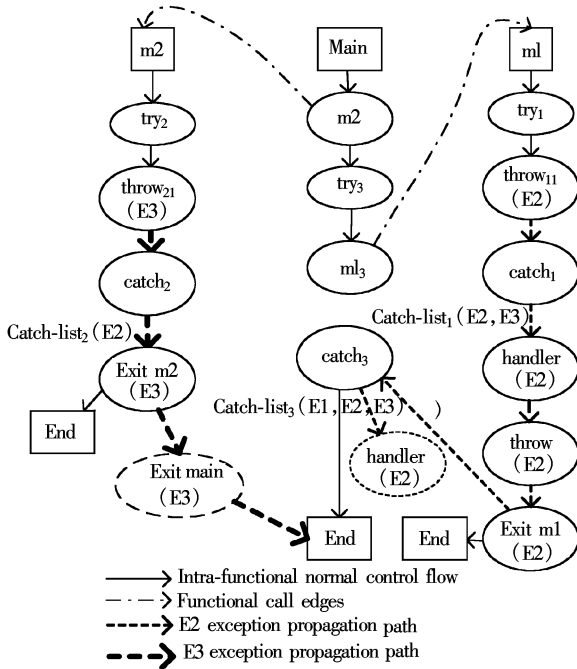 m2
Main
m1
try₂
m2
try₁
throw₂₁
(E3)
try₃
throw₁₁
(E2)
catch₂
m1₃
catch₁
Catch-list₂(E2)
Catch-list₁(E2,E3)
Exit m2
(E3)
catch₃
handler
(E2)
Catch-list₃(E1,E2,E3) )
End
handler
(E2)
throw
(E2)
Exit main
(E3)
End
End
Exit m1
(E2)
Intra-functional normal control flow
Functional call edges
E2 exception propagation path
E3 exception propagation path